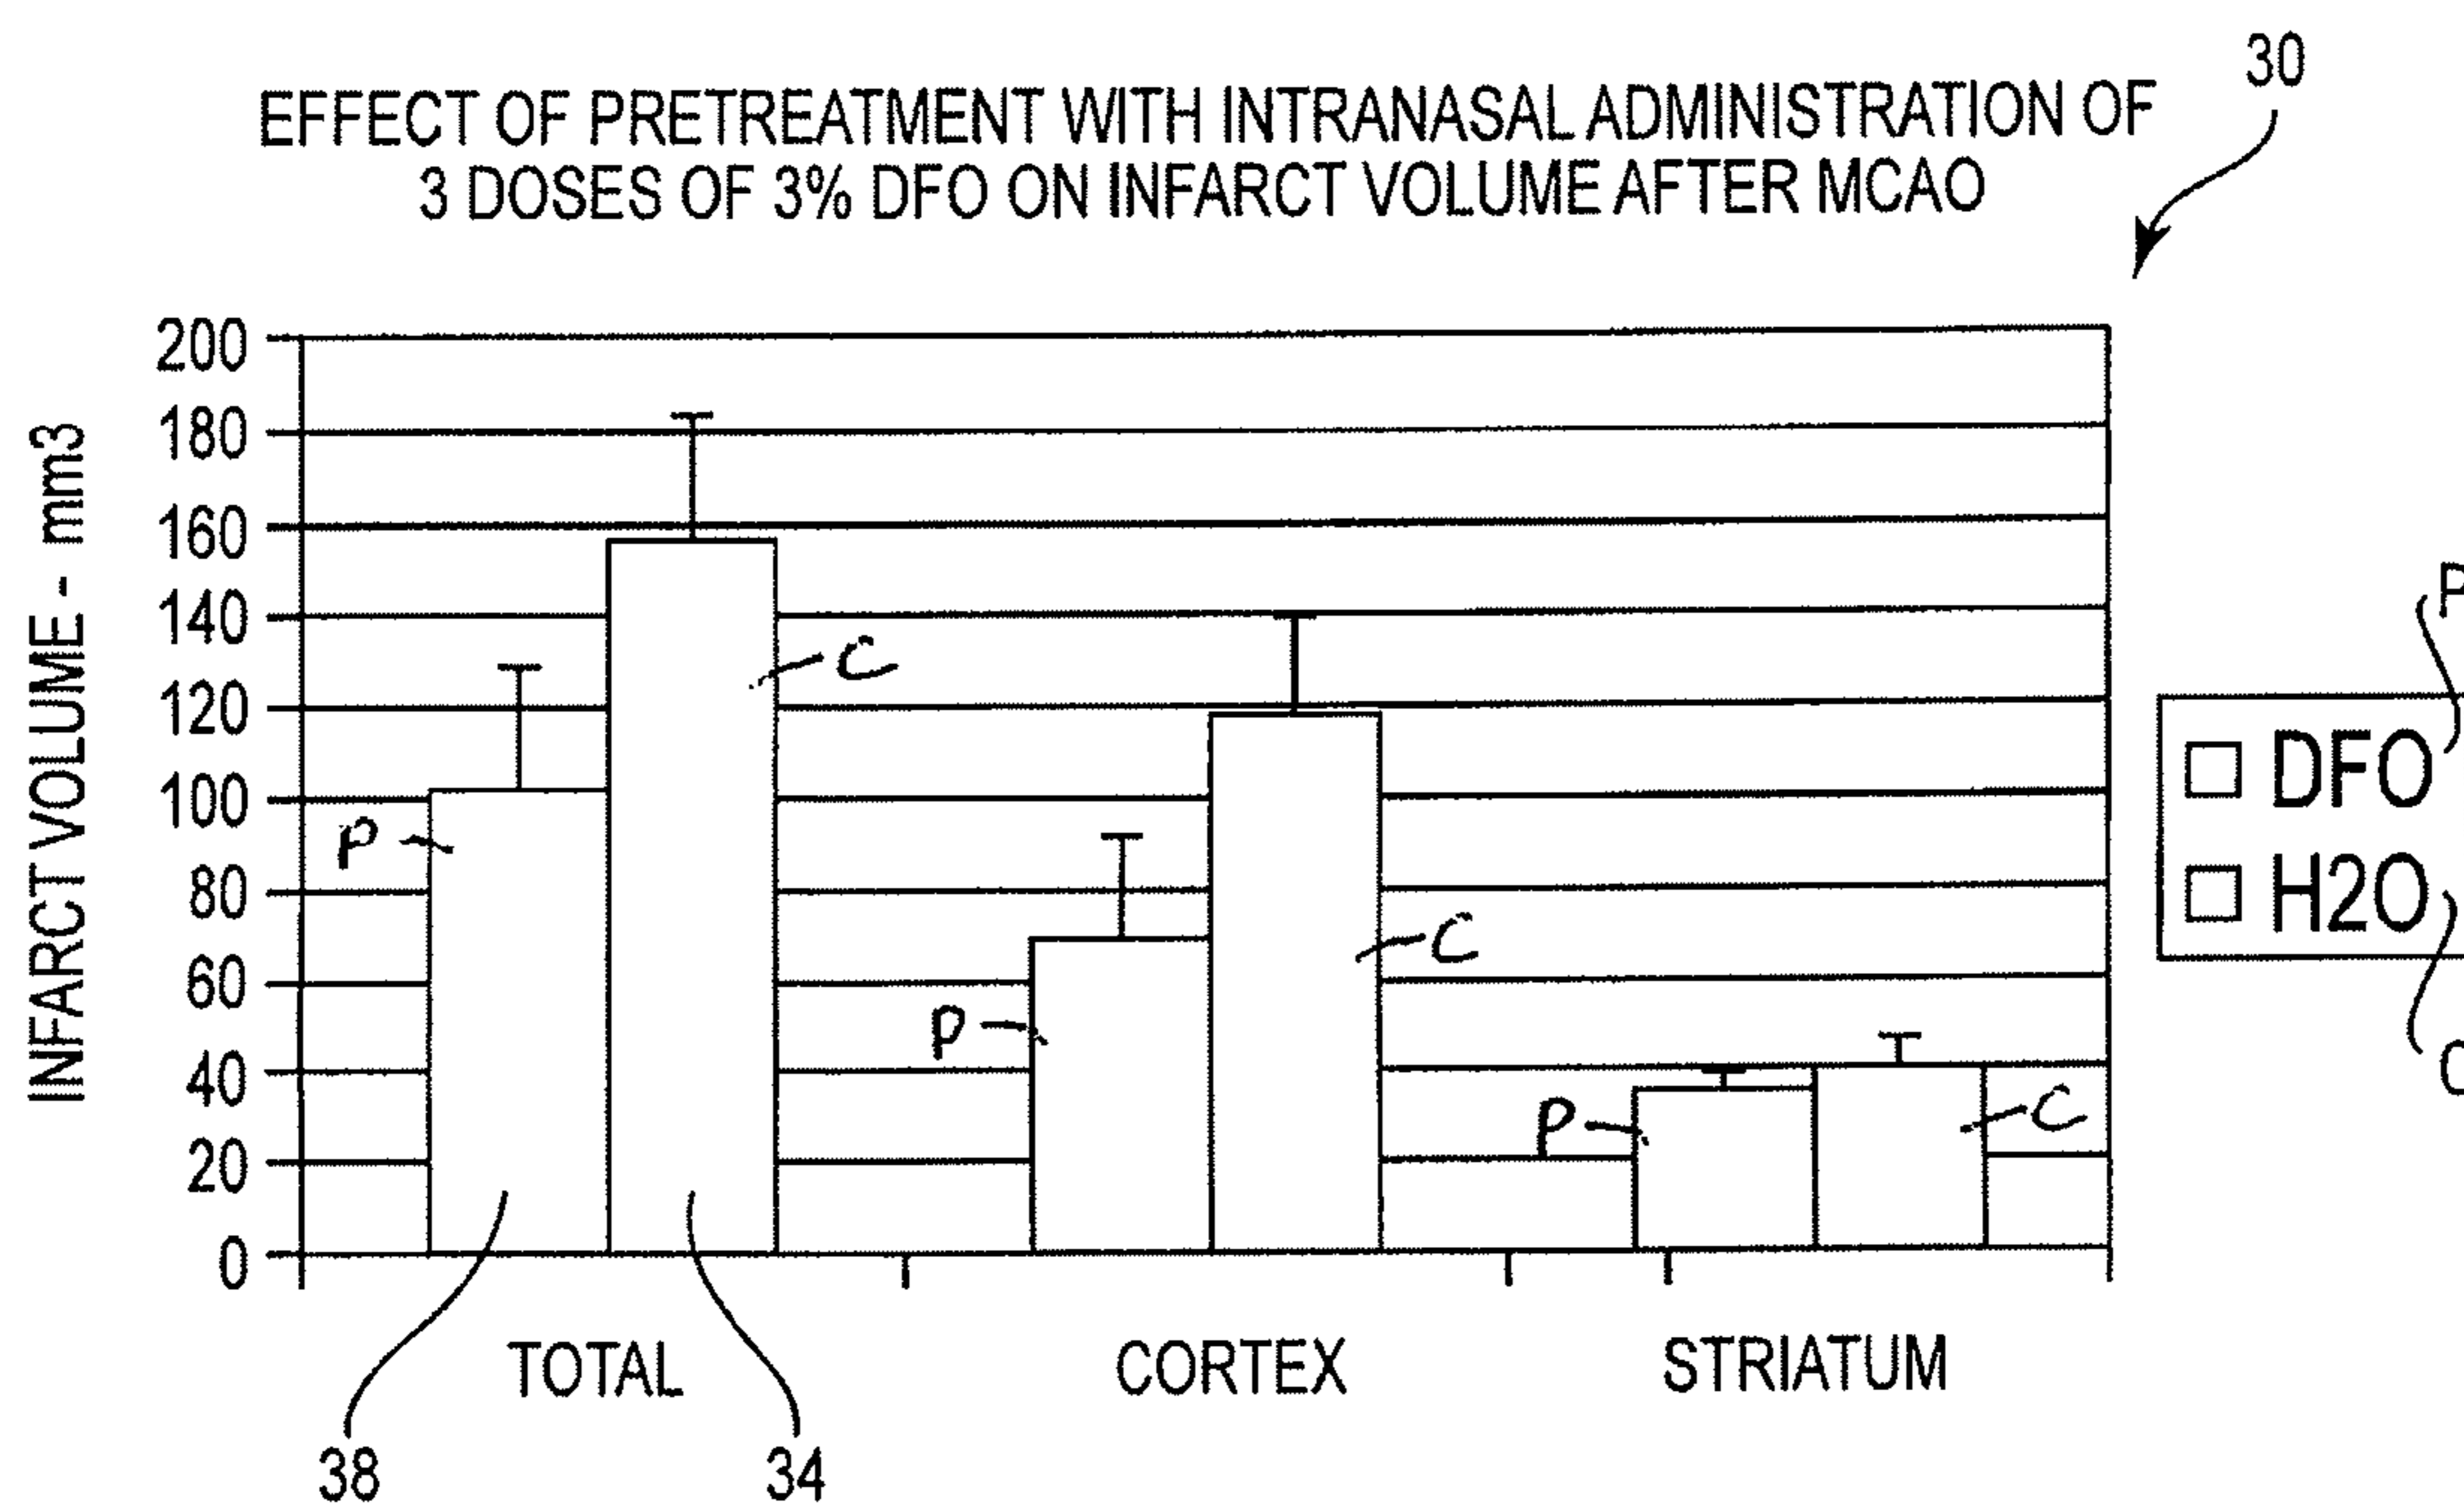 30
EFFECT OF PRETREATMENT WITH INTRANASAL ADMINISTRATION OF
3 DOSES OF 3% DFO ON INFARCT VOLUME AFTER MCAO
INFARCT VOLUME - mm3
200
180
160
140
120
100
80
60
40
20
0
P
C
P
C
P
C
P
DFO
H2O
TOTAL
CORTEX
STRIATUM
38
34